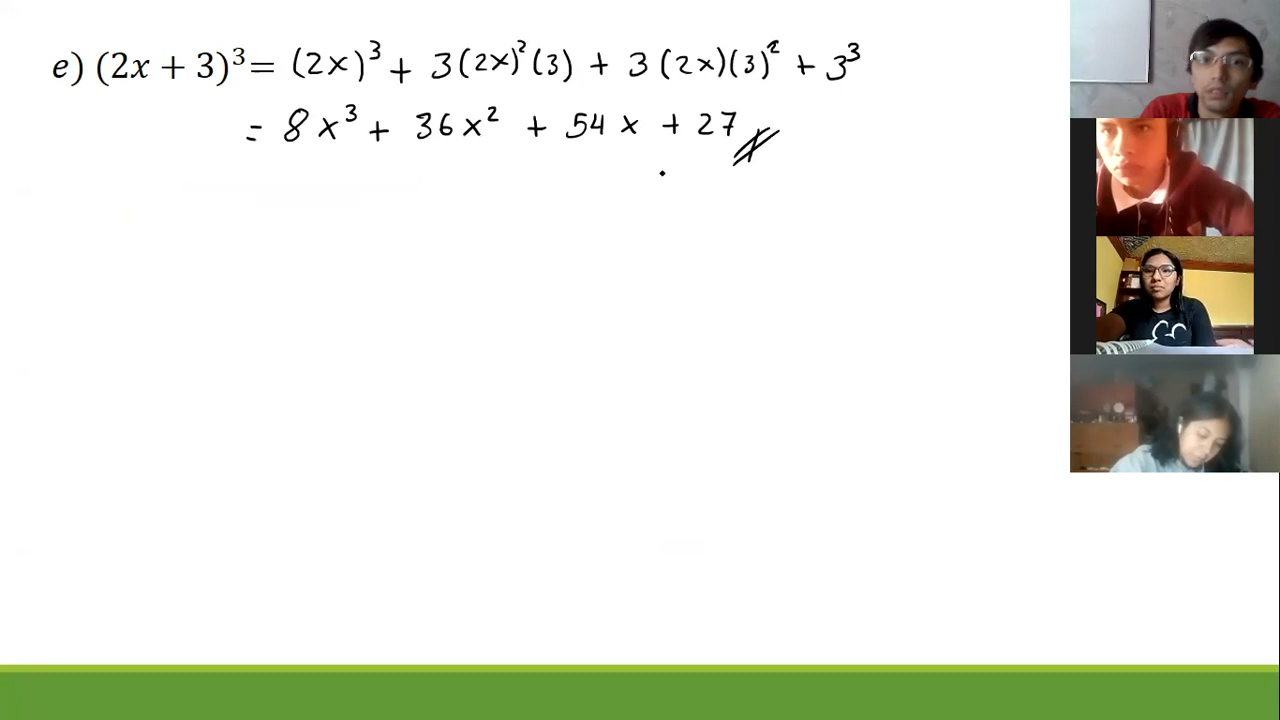 e) (2x + 3)³ = (2x)³ + 3(2x)²(3) + 3(2x)(3)² + 3³
= 8x³ + 36x² + 54x + 27